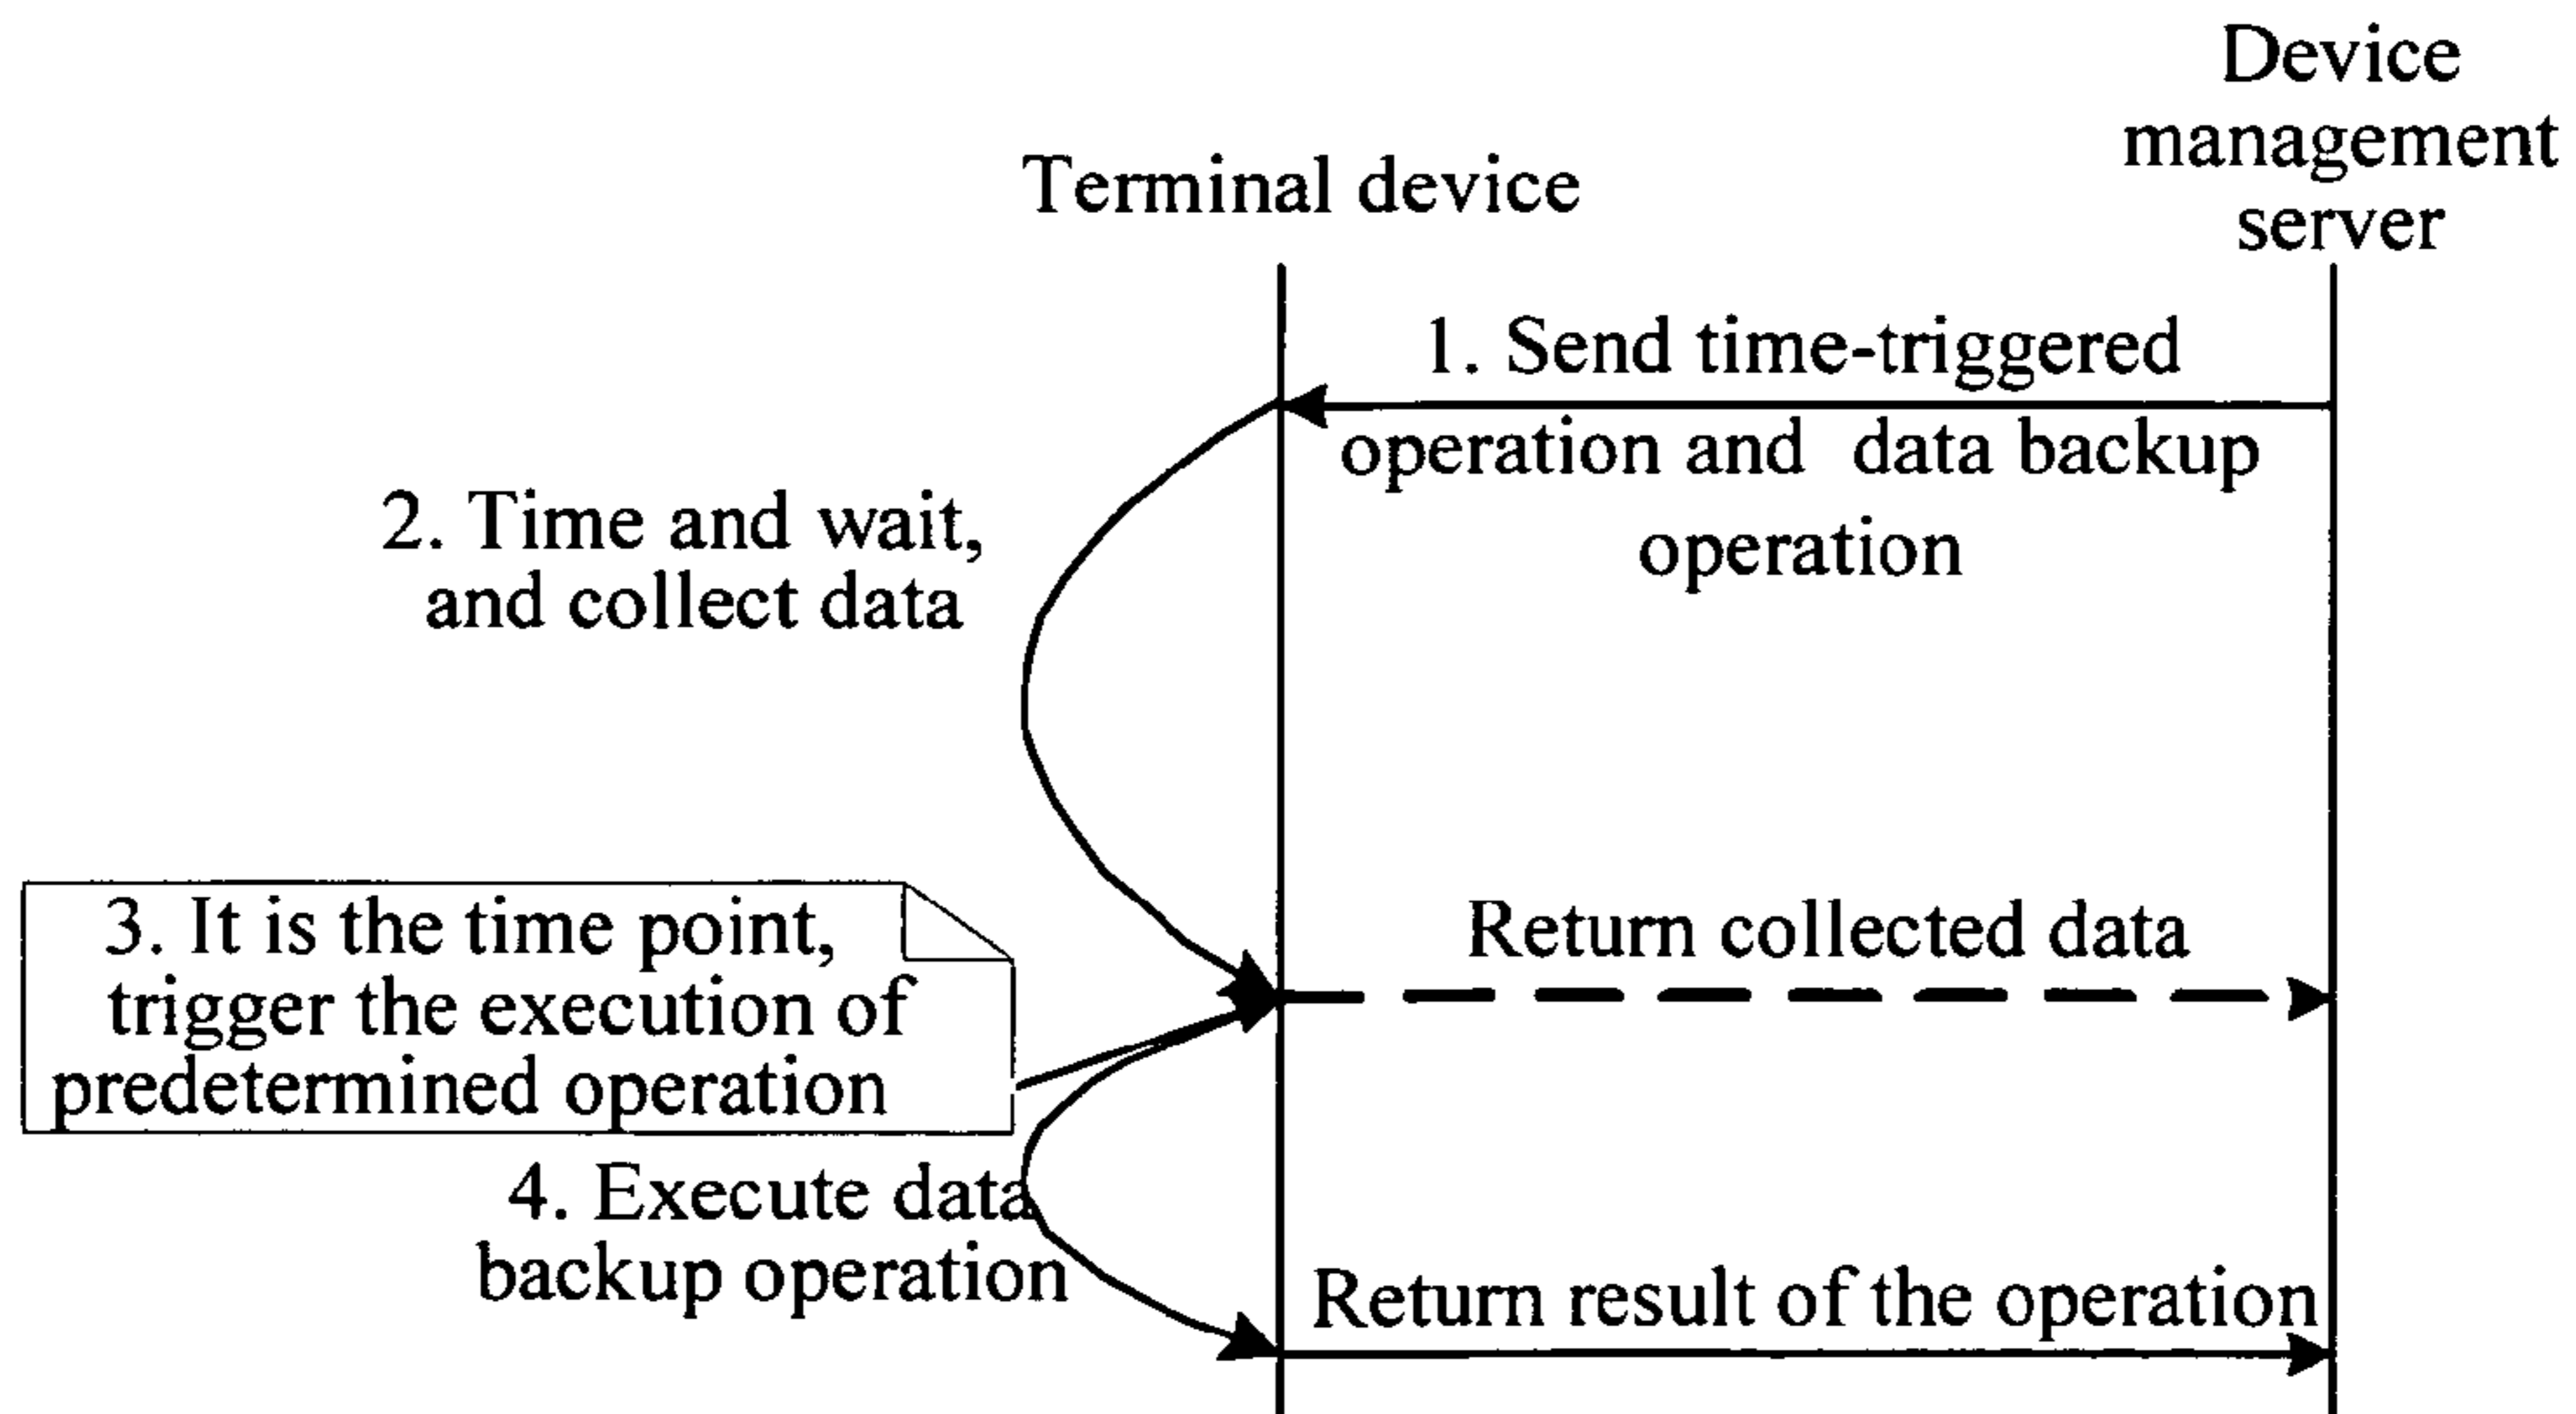 Device
management
server
Terminal device
1. Send time-triggered
operation and data backup
operation
2. Time and wait,
and collect data
3. It is the time point,
trigger the execution of
predetermined operation
Return collected data
4. Execute data
backup operation
Return result of the operation